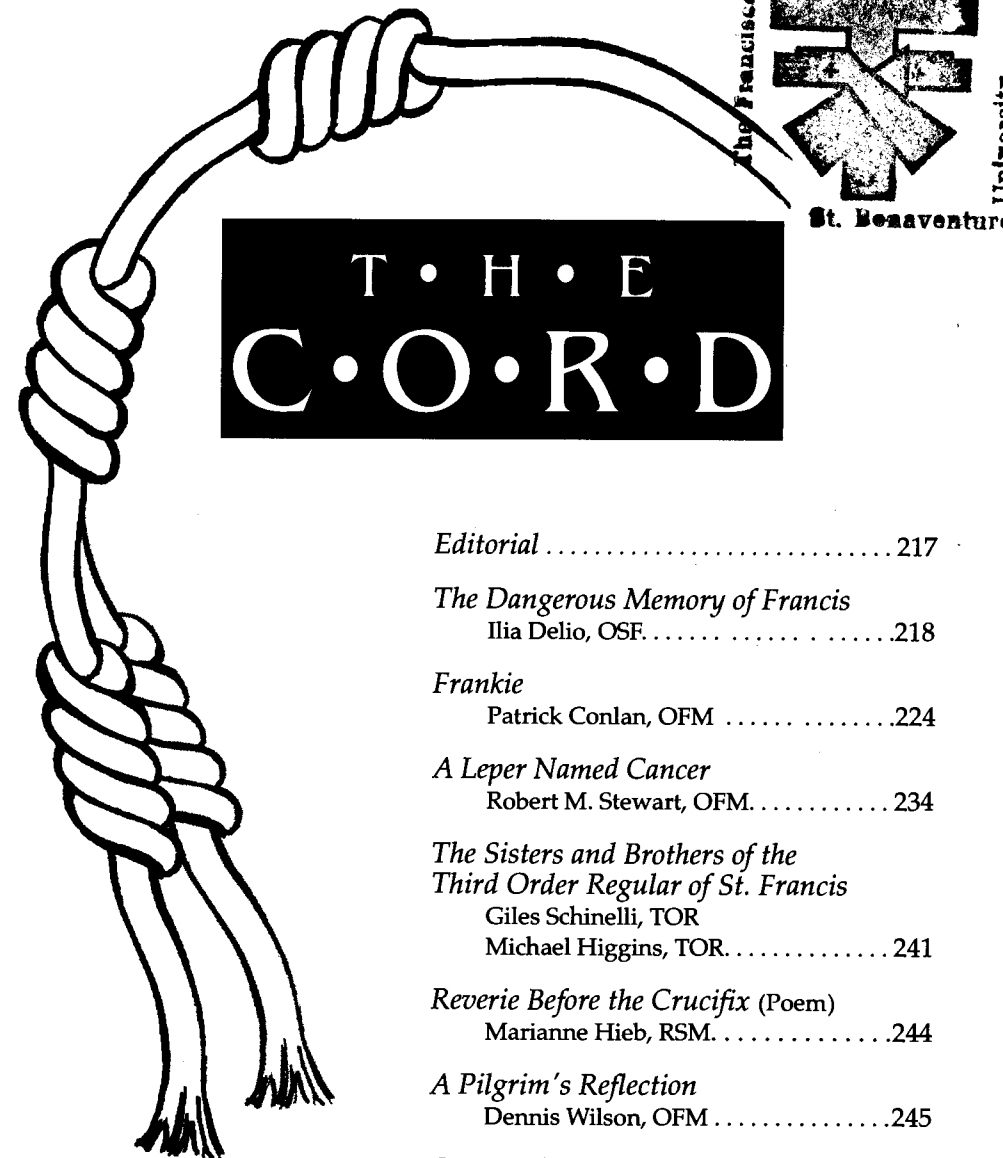 The Francisc
St. Bonaventure
University
T • H • E
C • O • R • D
Editorial ............................ 217
The Dangerous Memory of Francis
Ilia Delio, OSF. ...... ............ ....... .218
Frankie
Patrick Conlan, OFM ...... ............. .224
A Leper Named Cancer
Robert M. Stewart, OFM. ........... 234
The Sisters and Brothers of the
Third Order Regular of St. Francis
Giles Schinelli, TOR
Michael Higgins, TOR. ............. 241
Reverie Before the Crucifix (Poem)
Marianne Hieb, RSM. ............. .244
A Pilgrim's Reflection
Dennis Wilson, OFM ............... .245